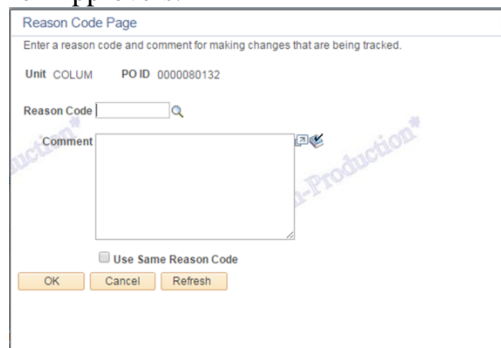 Reason Code Page
Enter a reason code and comment for making changes that are being tracked.
Unit COLUM PO ID 0000080132
Reason Code
Comment
Use Same Reason Code
OK Cancel Refresh